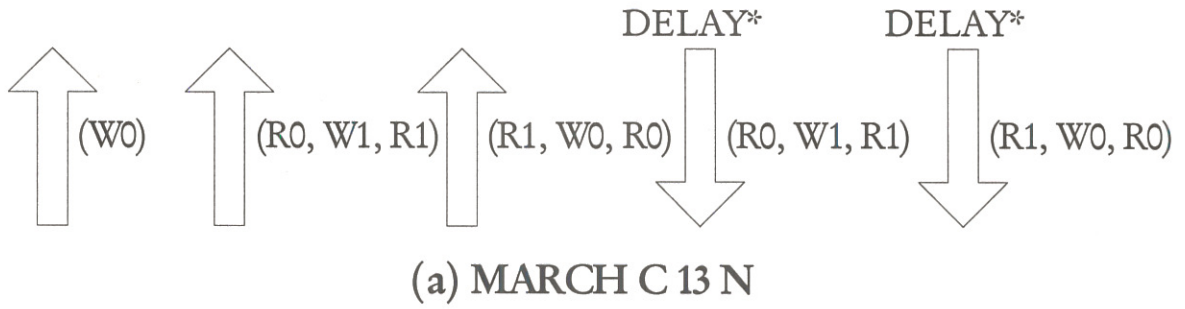 DELAY* DELAY*
(W0) (R0, W1, R1) (R1, W0, R0) (R0, W1, R1) (R1, W0, R0)
(a) MARCH C 13 N